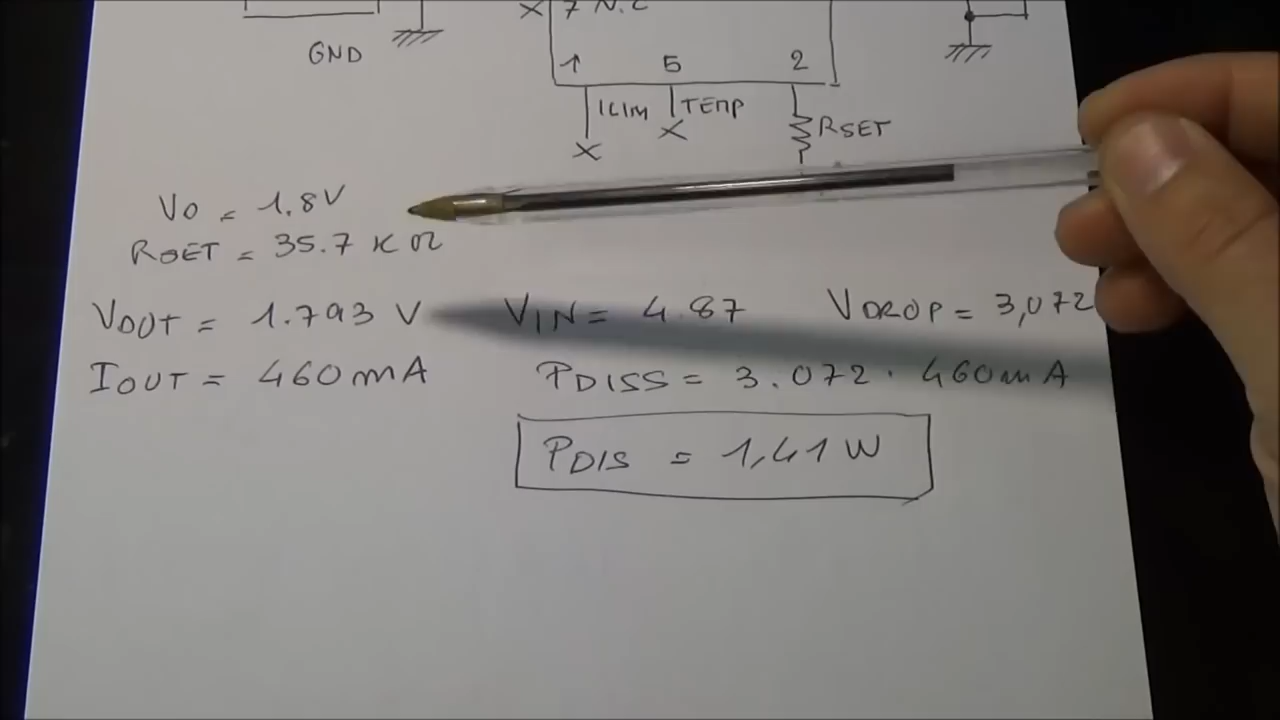 7 N.C
GND
1 5 2
ILIM TEMP RSET
VO = 1.8V
RSET = 35.7 K Ω
VOUT = 1.793 V VIN = 4.87 VDROP = 3,072
IOUT = 460mA PDISS = 3.072 · 460mA
PDIS = 1,41 W